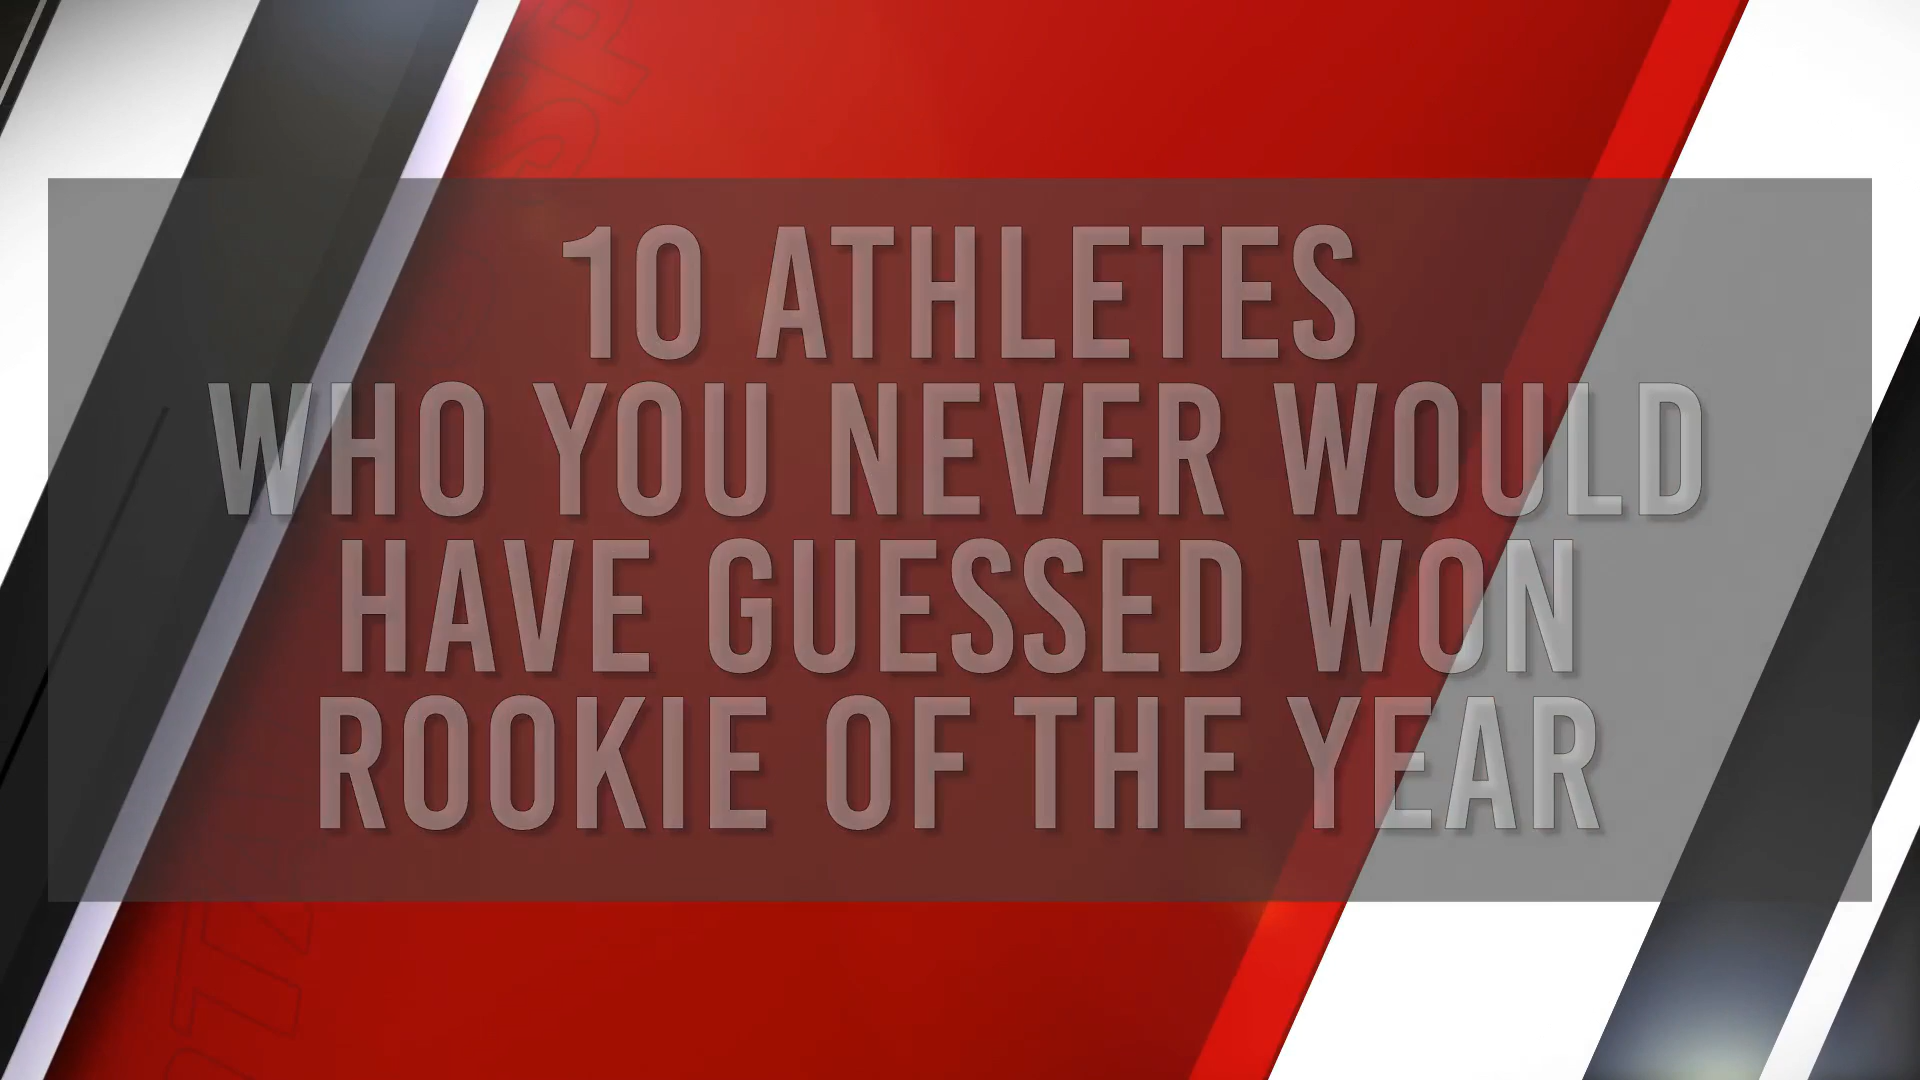 10 ATHLETES
WHO YOU NEVER WOULD
HAVE GUESSED WON
ROOKIE OF THE YEAR